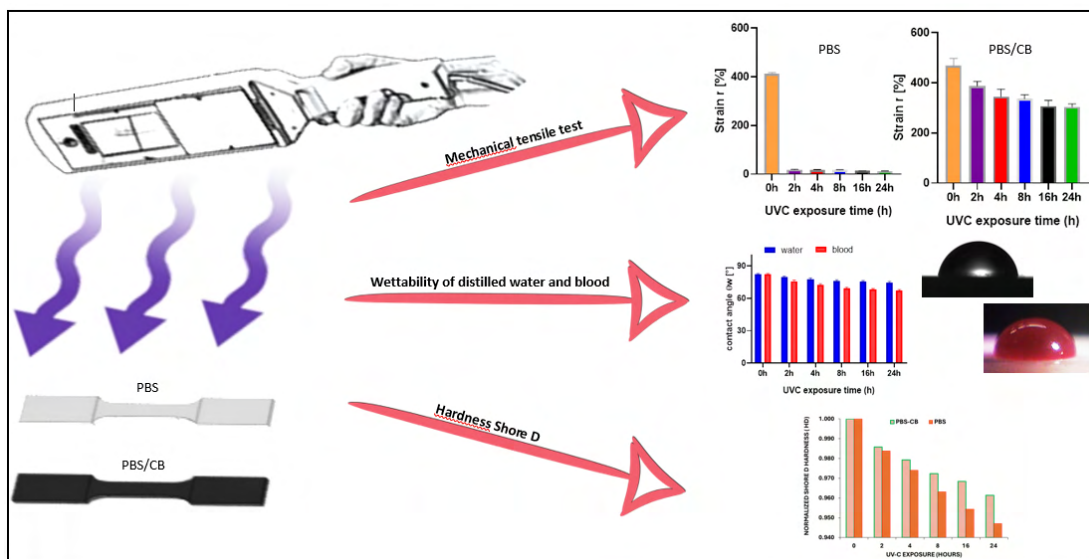 PBS
PBS/CB
Mechanical tensile test
Wettability of distilled water and blood
Hardness Shore D
PBS
600
400
200
0
Strain r [%]
0h 2h 4h 8h 16h 24h
UVC exposure time (h)
PBS/CB
600
400
200
0
Strain r [%]
0h 2h 4h 8h 16h 24h
UVC exposure time (h)
water blood
90
60
30
0
contact angle θw [°]
0h 2h 4h 8h 16h 24h
UVC exposure time (h)
PBS-CB PBS
1.000
0.990
0.980
0.970
0.960
0.950
0.940
NORMALIZED SHORE D HARDNESS (HD)
0 2 4 8 16 24
UV-C EXPOSURE (HOURS)